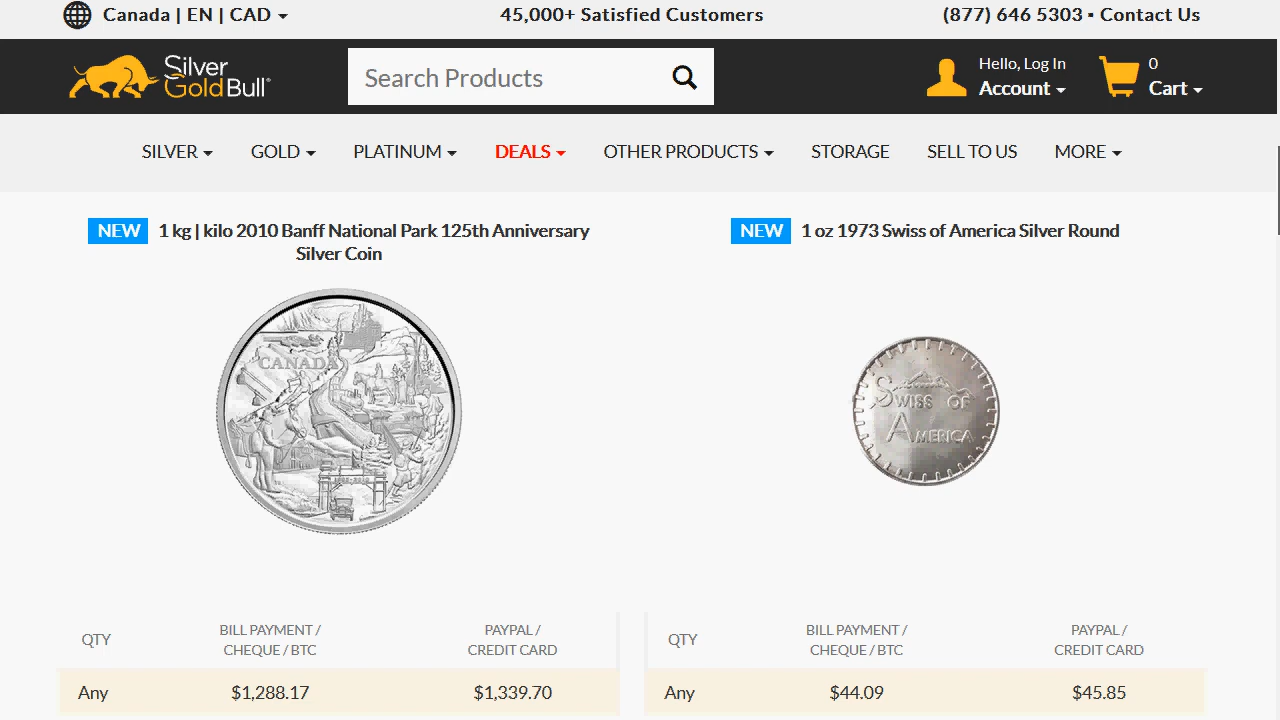 Canada | EN | CAD
45,000+ Satisfied Customers
(877) 646 5303 ▪ Contact Us
Silver
Gold Bull®
Search Products
Hello, Log In
Account
0
Cart
SILVER
GOLD
PLATINUM
DEALS
OTHER PRODUCTS
STORAGE
SELL TO US
MORE
NEW 1 kg | kilo 2010 Banff National Park 125th Anniversary
Silver Coin
CANADA
NEW 1 oz 1973 Swiss of America Silver Round
SWISS OF
AMERICA
QTY
BILL PAYMENT /
CHEQUE / BTC
PAYPAL /
CREDIT CARD
Any
$1,288.17
$1,339.70
QTY
BILL PAYMENT /
CHEQUE / BTC
PAYPAL /
CREDIT CARD
Any
$44.09
$45.85